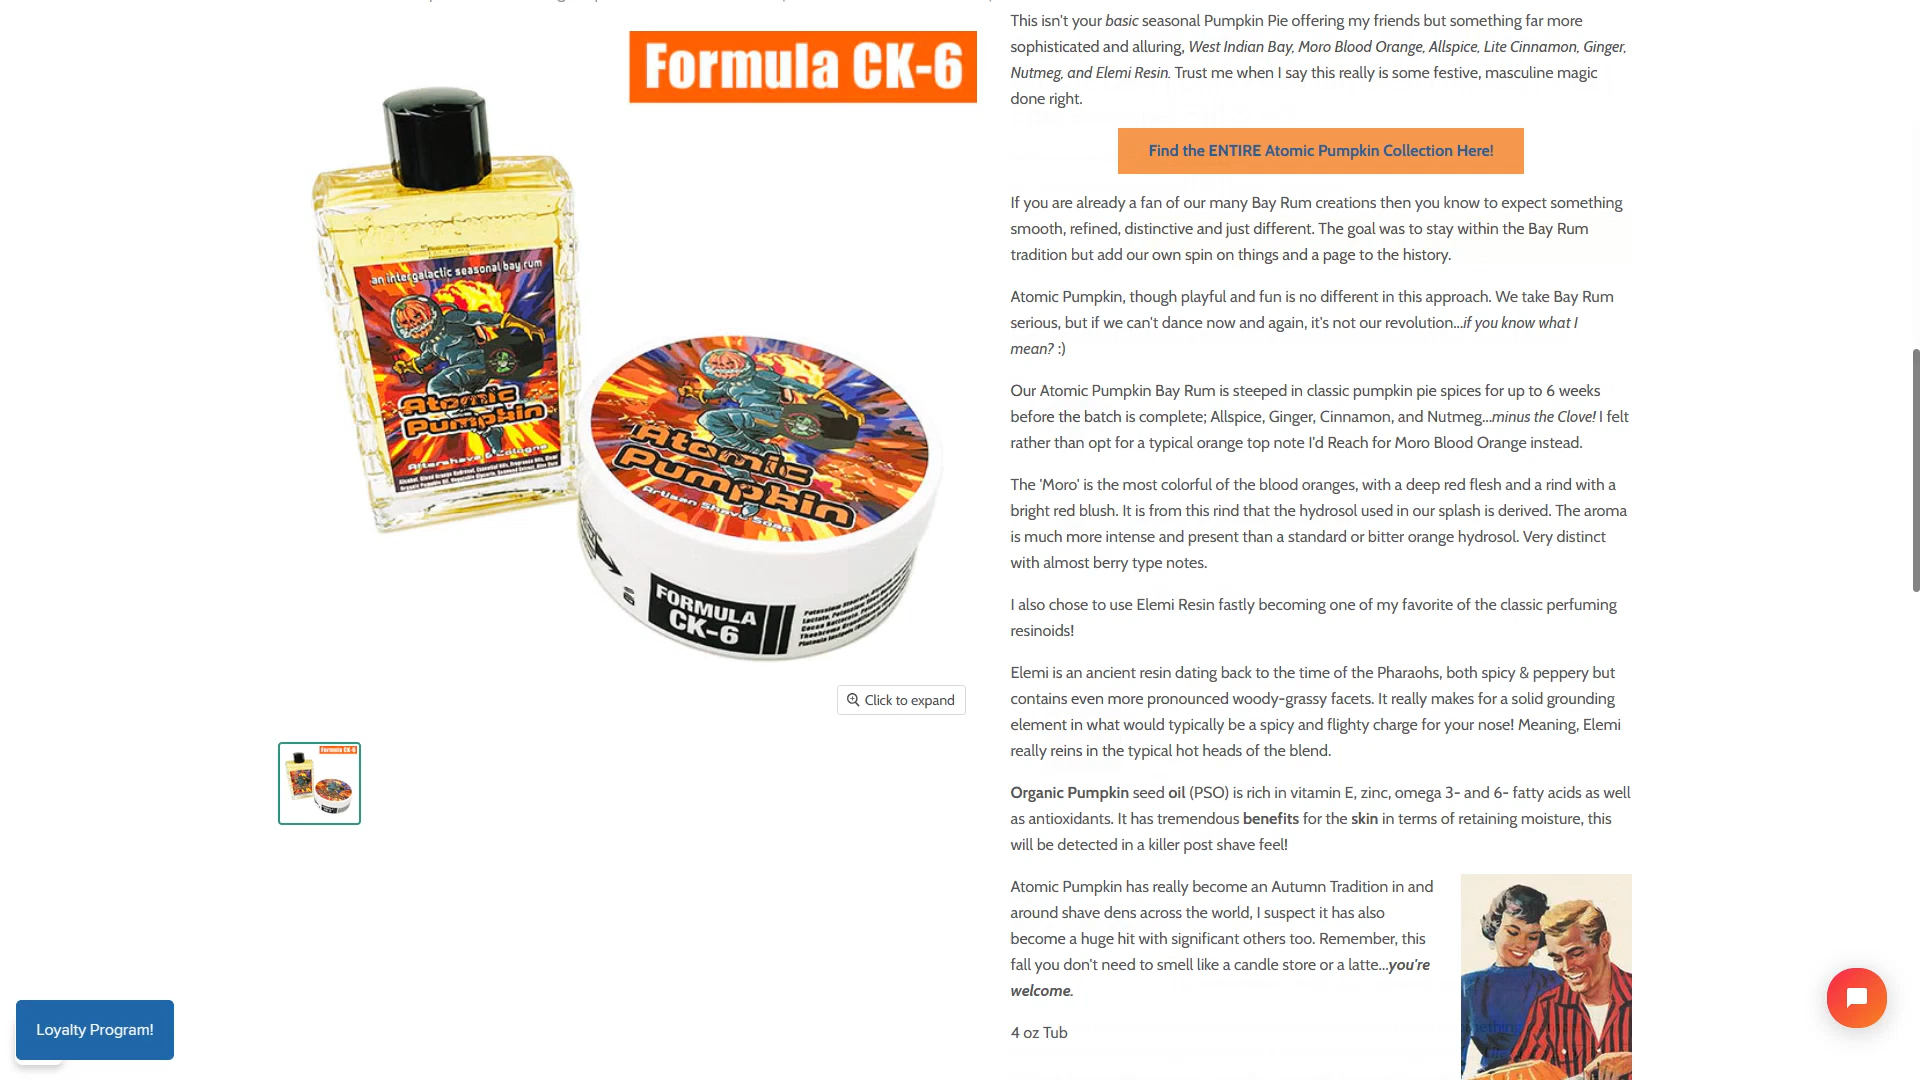 Formula CK-6
an intergalactic seasonal bay rum
Atomic
Pumpkin
Aftershave & Cologne
Atomic
Pumpkin
Artisan Shave Soap
FORMULA
CK-6
Click to expand
Formula CK-6
This isn't your basic seasonal Pumpkin Pie offering my friends but something far more
sophisticated and alluring, West Indian Bay, Moro Blood Orange, Allspice, Lite Cinnamon, Ginger,
Nutmeg, and Elemi Resin. Trust me when I say this really is some festive, masculine magic
done right.
Find the ENTIRE Atomic Pumpkin Collection Here!
If you are already a fan of our many Bay Rum creations then you know to expect something
smooth, refined, distinctive and just different. The goal was to stay within the Bay Rum
tradition but add our own spin on things and a page to the history.
Atomic Pumpkin, though playful and fun is no different in this approach. We take Bay Rum
serious, but if we can't dance now and again, it's not our revolution...if you know what I
mean? :)
Our Atomic Pumpkin Bay Rum is steeped in classic pumpkin pie spices for up to 6 weeks
before the batch is complete; Allspice, Ginger, Cinnamon, and Nutmeg...minus the Clove! I felt
rather than opt for a typical orange top note I'd Reach for Moro Blood Orange instead.
The 'Moro' is the most colorful of the blood oranges, with a deep red flesh and a rind with a
bright red blush. It is from this rind that the hydrosol used in our splash is derived. The aroma
is much more intense and present than a standard or bitter orange hydrosol. Very distinct
with almost berry type notes.
I also chose to use Elemi Resin fastly becoming one of my favorite of the classic perfuming
resinoids!
Elemi is an ancient resin dating back to the time of the Pharaohs, both spicy & peppery but
contains even more pronounced woody-grassy facets. It really makes for a solid grounding
element in what would typically be a spicy and flighty charge for your nose! Meaning, Elemi
really reins in the typical hot heads of the blend.
Organic Pumpkin seed oil (PSO) is rich in vitamin E, zinc, omega 3- and 6- fatty acids as well
as antioxidants. It has tremendous benefits for the skin in terms of retaining moisture, this
will be detected in a killer post shave feel!
Atomic Pumpkin has really become an Autumn Tradition in and
around shave dens across the world, I suspect it has also
become a huge hit with significant others too. Remember, this
fall you don't need to smell like a candle store or a latte...you're
welcome.
4 oz Tub
Loyalty Program!